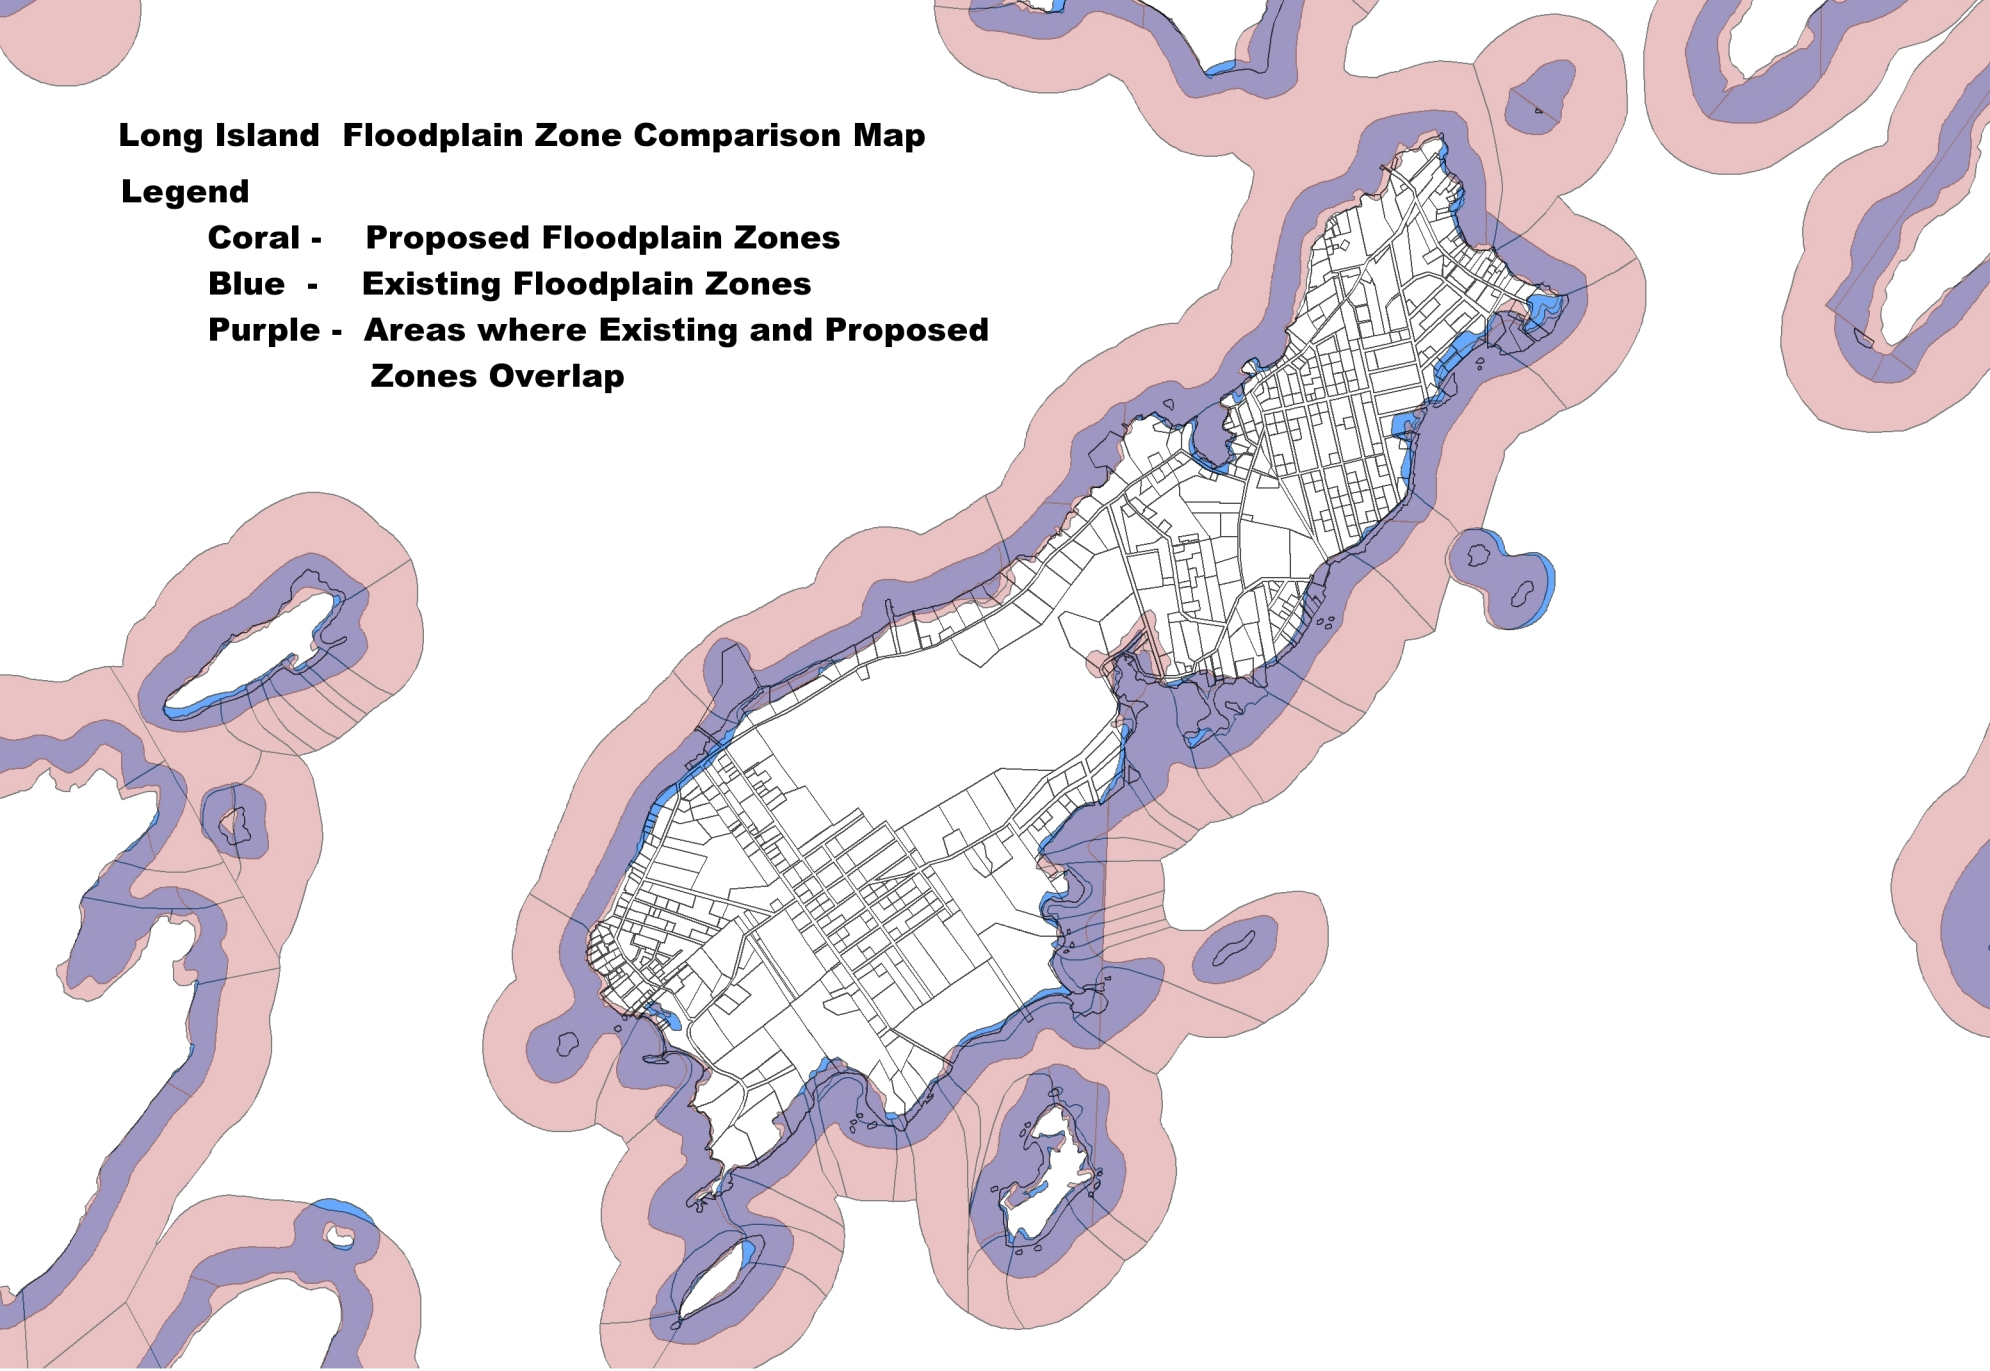 Long Island Floodplain Zone Comparison Map
Legend
Coral - Proposed Floodplain Zones
Blue - Existing Floodplain Zones
Purple - Areas where Existing and Proposed
Zones Overlap